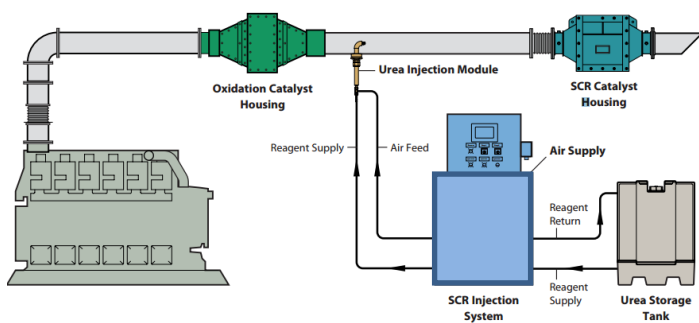 Oxidation Catalyst
Housing
Urea Injection Module
SCR Catalyst
Housing
Reagent Supply
Air Feed
Air Supply
Reagent
Return
Reagent
Supply
SCR Injection
System
Urea Storage
Tank